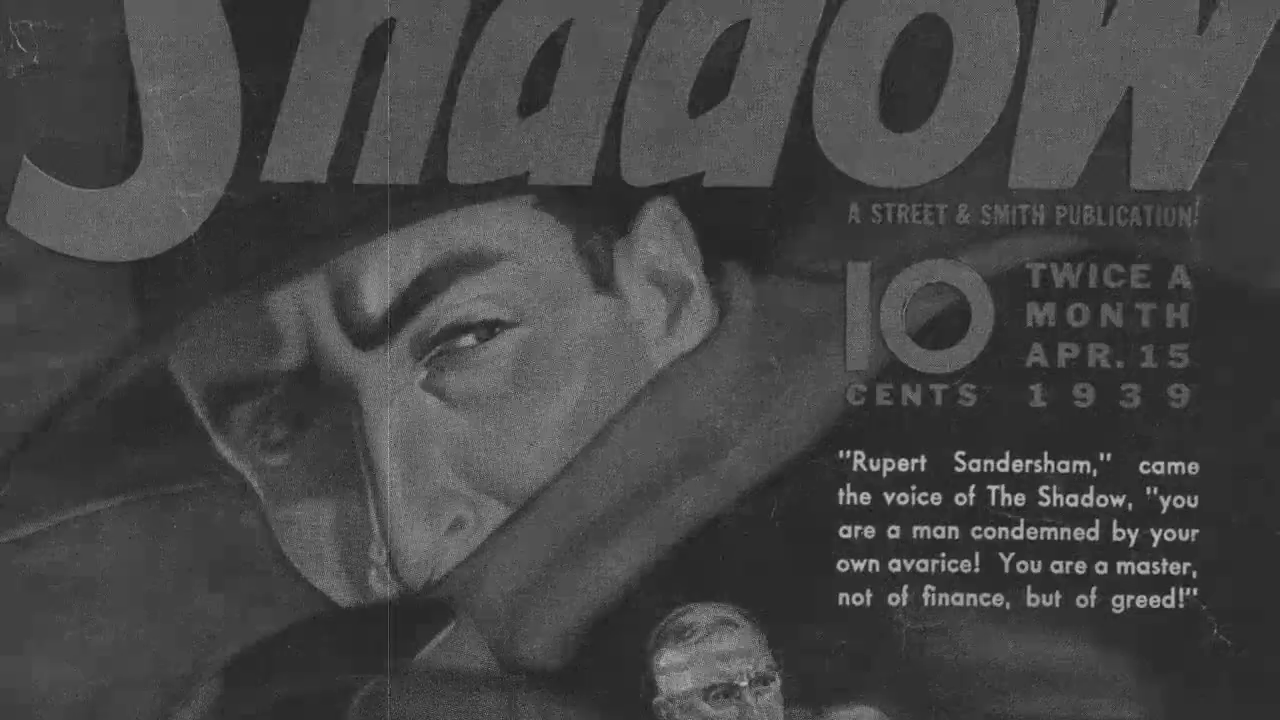 Shadow
A STREET & SMITH PUBLICATION
10
CENTS
TWICE A
MONTH
APR. 15
1939
"Rupert Sandersham," came
the voice of The Shadow, "you
are a man condemned by your
own avarice! You are a master,
not of finance, but of greed!"